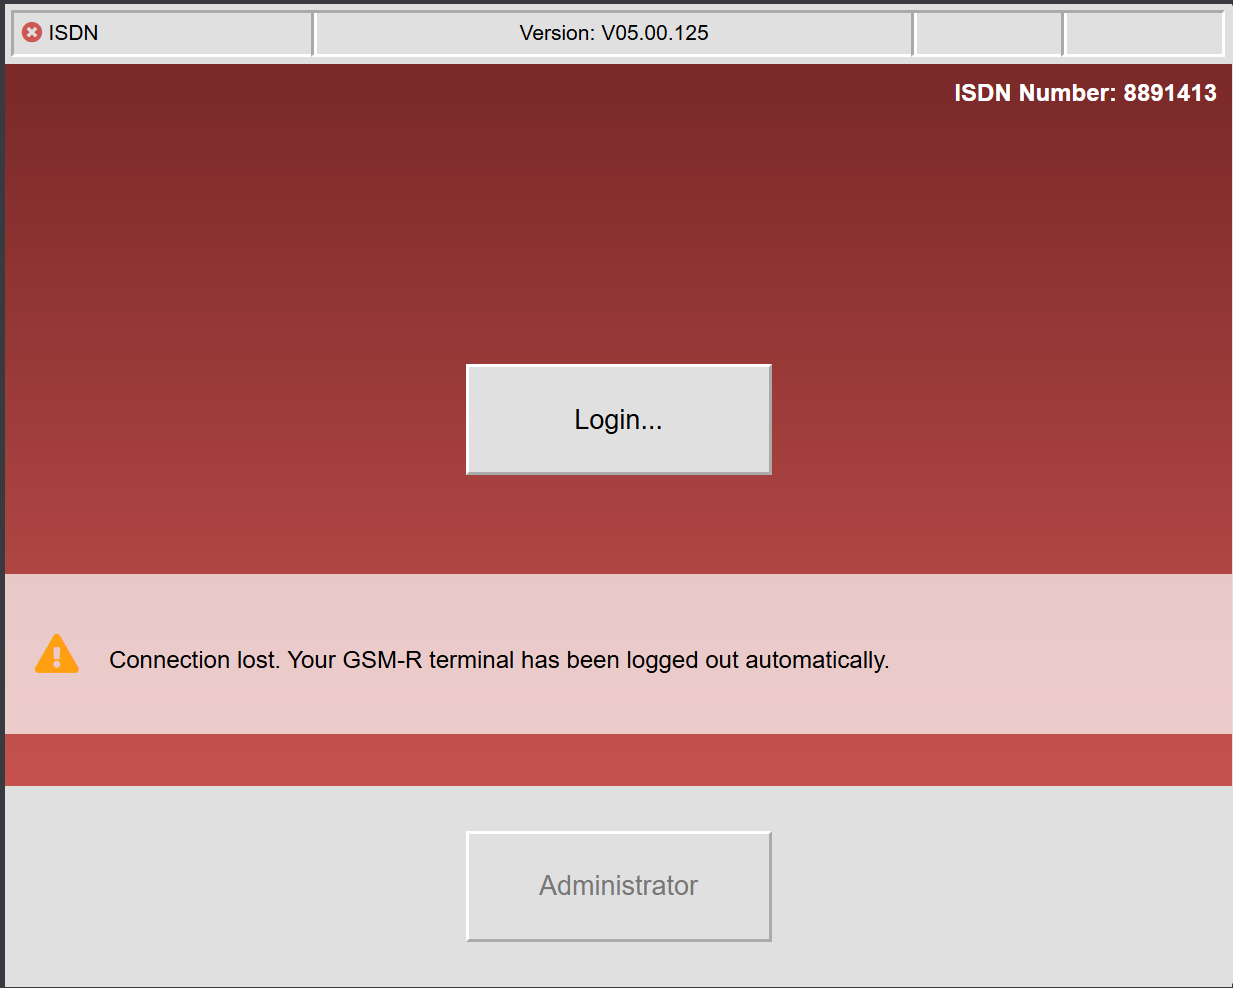 ISDN
Version: V05.00.125
ISDN Number: 8891413
Login...
Connection lost. Your GSM-R terminal has been logged out automatically.
Administrator